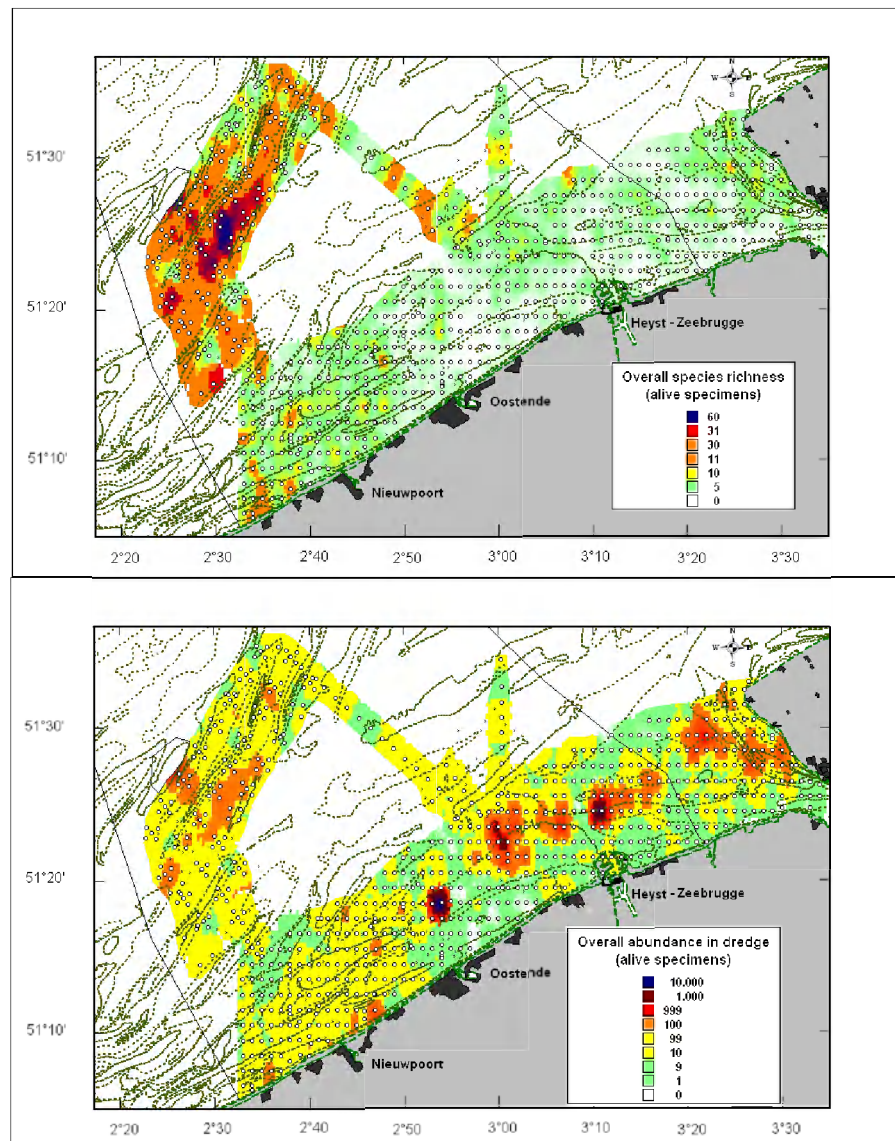 N
W E
S
51°30'
51°20'
Heyst - Zeebrugge
Overall species richness
(alive specimens)
60
31
30
11
10
5
0
Oostende
51°10'
Nieuwpoort
2°20 2°30' 2°40' 2°50' 3°00 3°10' 3°20 3°30'
N
W E
S
51°30'
51°20'
Heyst - Zeebrugge
Overall abundance in dredge
(alive specimens)
10.000
1.000
999
100
99
10
9
1
0
Oostende
51°10'
Nieuwpoort
2°20 2°30' 2°40' 2°50' 3°00 3°10' 3°20 3°30'